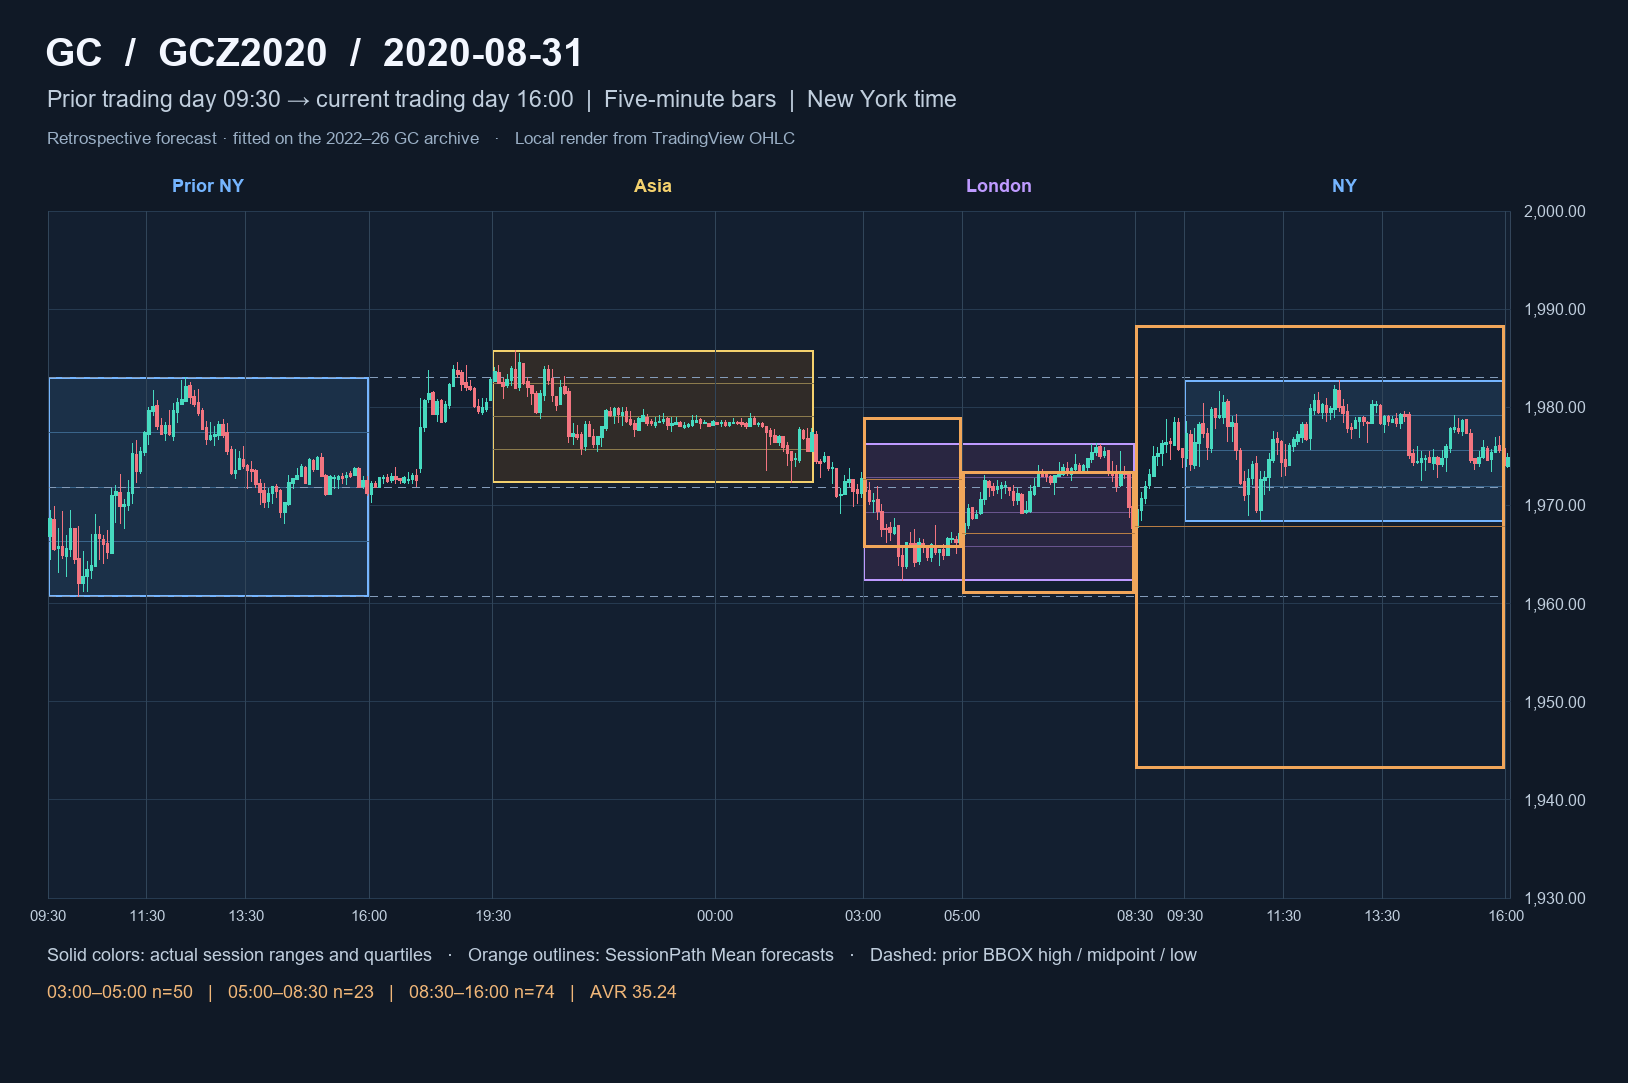 GC / GCZ2020 / 2020-08-31
Prior trading day 09:30 → current trading day 16:00 | Five-minute bars | New York time
Retrospective forecast · fitted on the 2022–26 GC archive · Local render from TradingView OHLC
Prior NY Asia London NY
2,000.00
1,990.00
1,980.00
1,970.00
1,960.00
1,950.00
1,940.00
1,930.00
09:30 11:30 13:30 16:00 19:30 00:00 03:00 05:00 08:30 09:30 11:30 13:30 16:00
Solid colors: actual session ranges and quartiles · Orange outlines: SessionPath Mean forecasts · Dashed: prior BBOX high / midpoint / low
03:00–05:00 n=50 | 05:00–08:30 n=23 | 08:30–16:00 n=74 | AVR 35.24